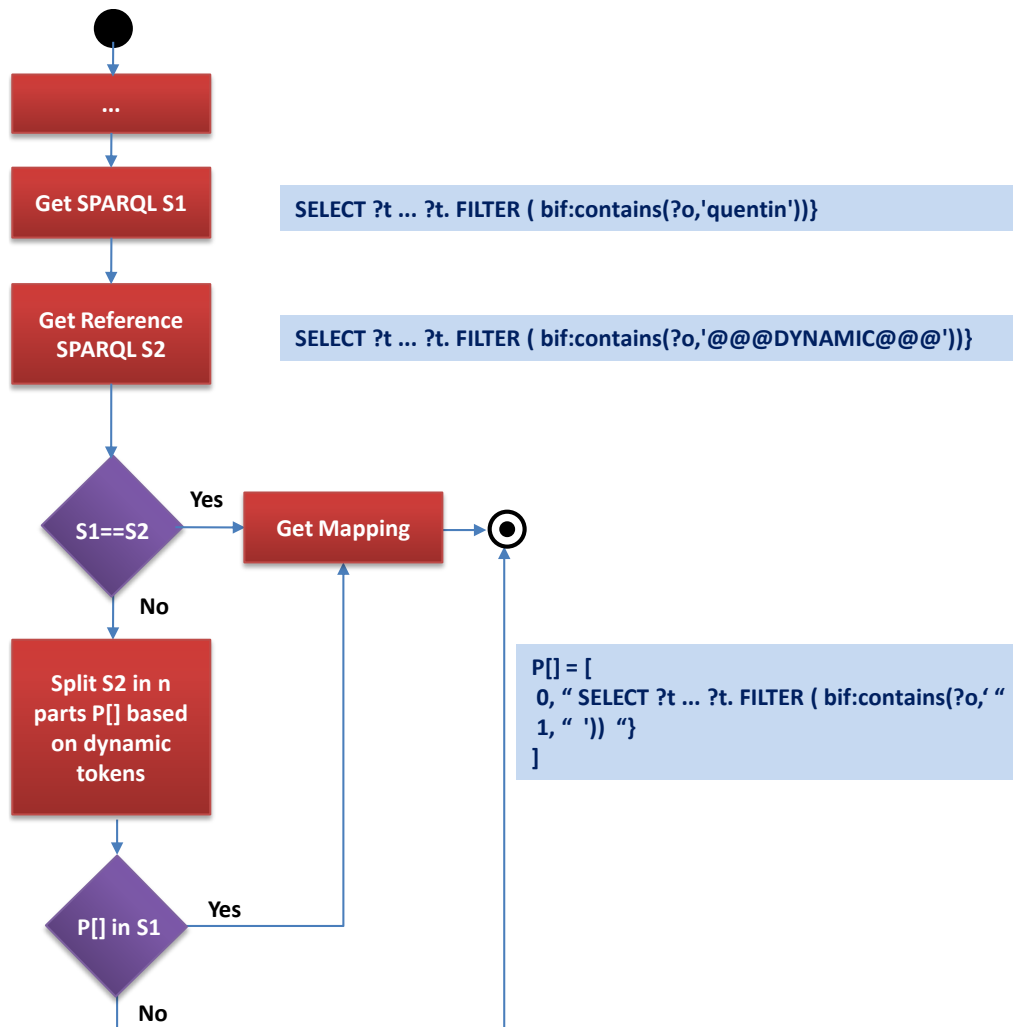 ...
Get SPARQL S1
SELECT ?t ... ?t. FILTER ( bif:contains(?o,'quentin'))}
Get Reference
SPARQL S2
SELECT ?t ... ?t. FILTER ( bif:contains(?o,'@@@DYNAMIC@@@'))}
S1==S2
Yes
Get Mapping
No
Split S2 in n
parts P[] based
on dynamic
tokens
P[] = [
0, “ SELECT ?t ... ?t. FILTER ( bif:contains(?o,‘ “
1, “ '))  “}
]
P[] in S1
Yes
No